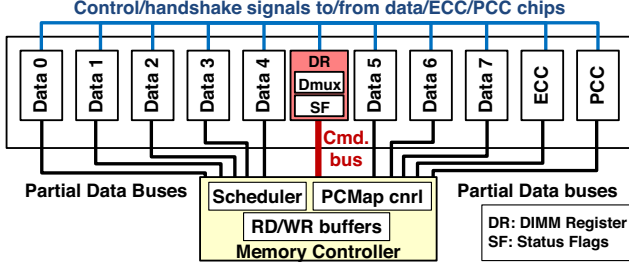 Control/handshake signals to/from data/ECC/PCC chips
Data 0
Data 1
Data 2
Data 3
Data 4
DR
Dmux
SF
Data 5
Data 6
Data 7
ECC
PCC
Cmd.
bus
Partial Data Buses
Partial Data buses
Scheduler
PCMap cnrl
RD/WR buffers
Memory Controller
DR: DIMM Register
SF: Status Flags